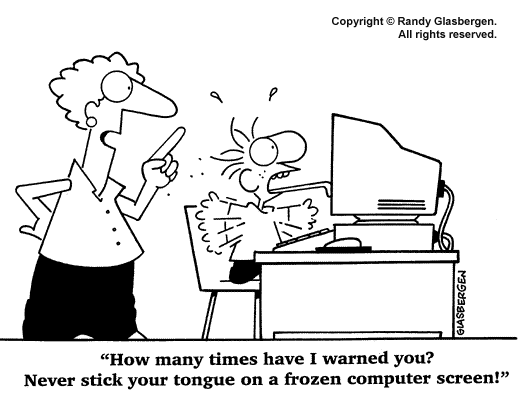 Copyright © Randy Glasbergen.
All rights reserved.
GLASBERGEN
“How many times have I warned you?
Never stick your tongue on a frozen computer screen!”